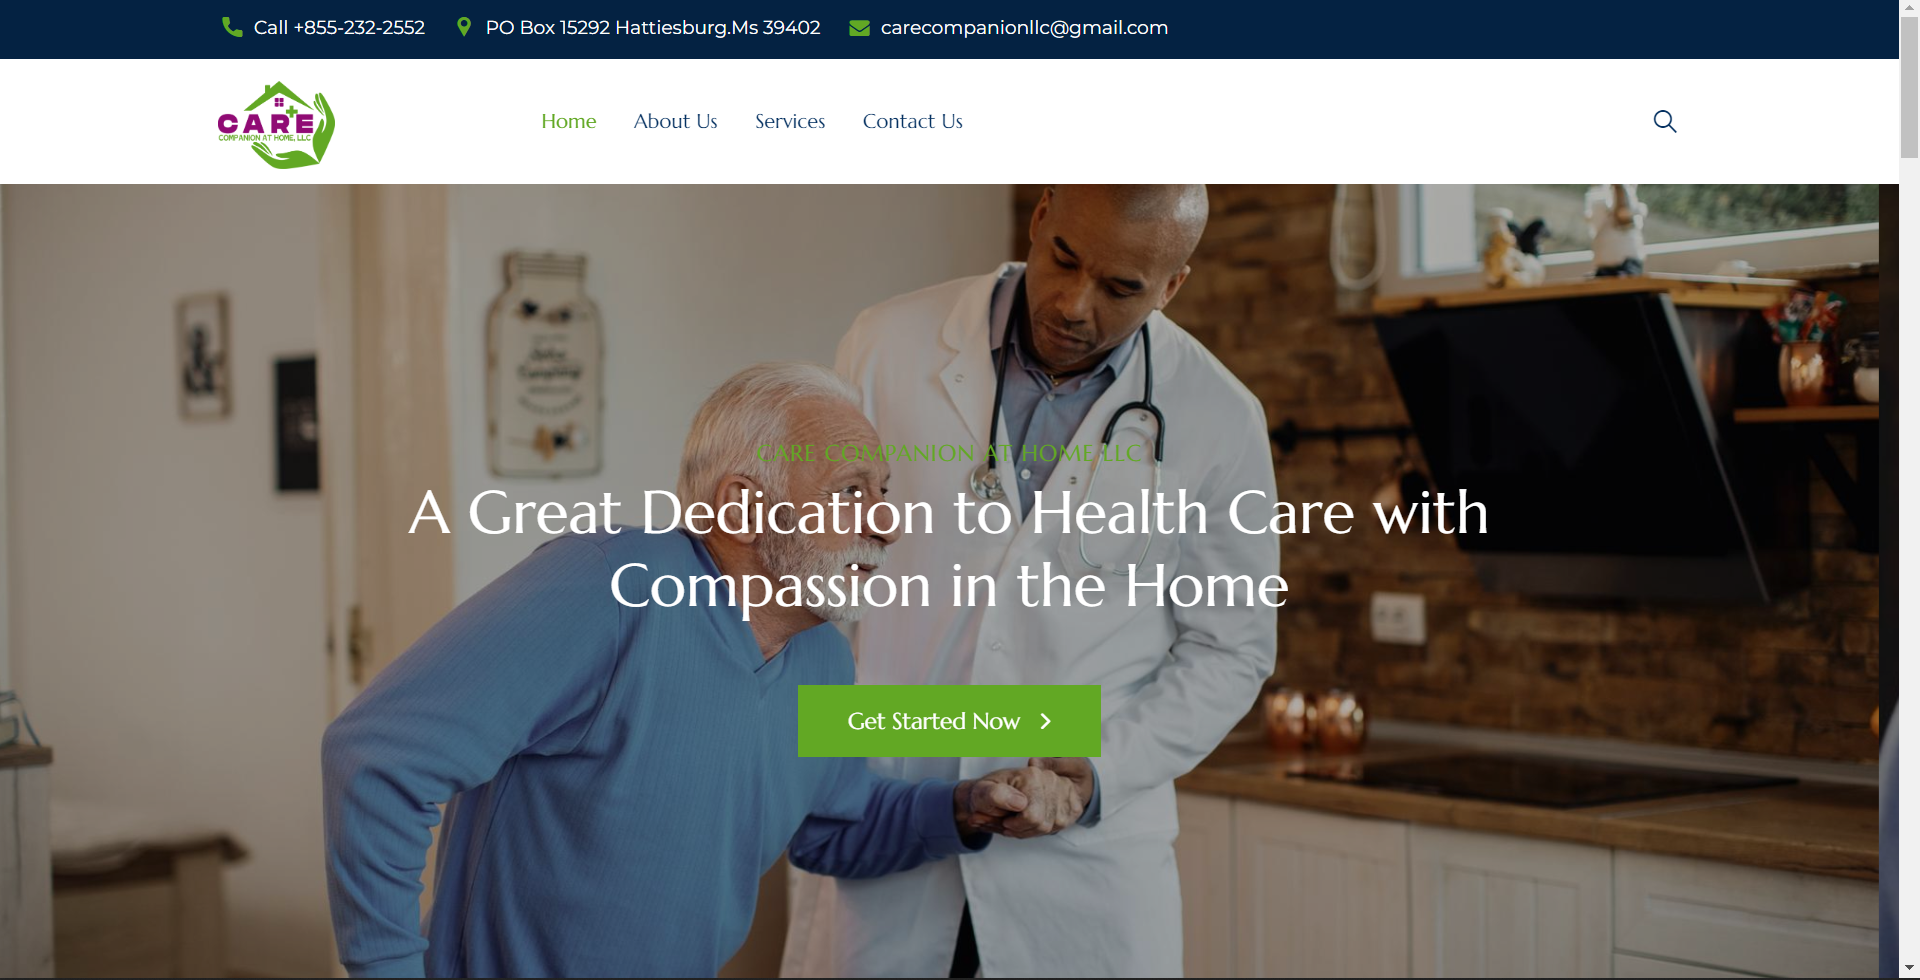 Call +855-232-2552
PO Box 15292 Hattiesburg.Ms 39402
carecompanionllc@gmail.com
CARE
COMPANION AT HOME, LLC
Home
About Us
Services
Contact Us
CARE COMPANION AT HOME LLC
A Great Dedication to Health Care with
Compassion in the Home
Get Started Now